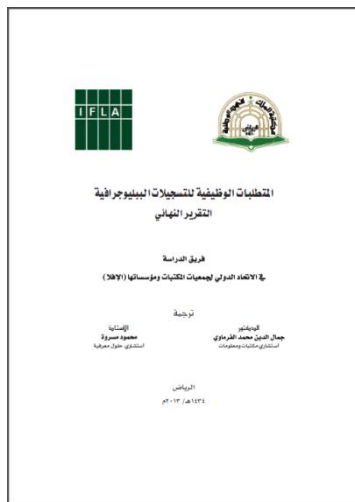 IFLA
المتطلبات الوظيفية للتسجيلات الببليوجرافية
التقرير النهائي
فريق الدراسة
في الاتحاد الدولي لجمعيات المكتبات ومؤسساتها (الإفلا)
ترجمة
الدكتور
جمال الدين محمد الفرماوي
استشاري مكتبات ومعلومات
الأستاذ
محمود مسروة
استشاري حلول معرفية
الرياض
١٤٣٤هـ/ ٢٠١٣م